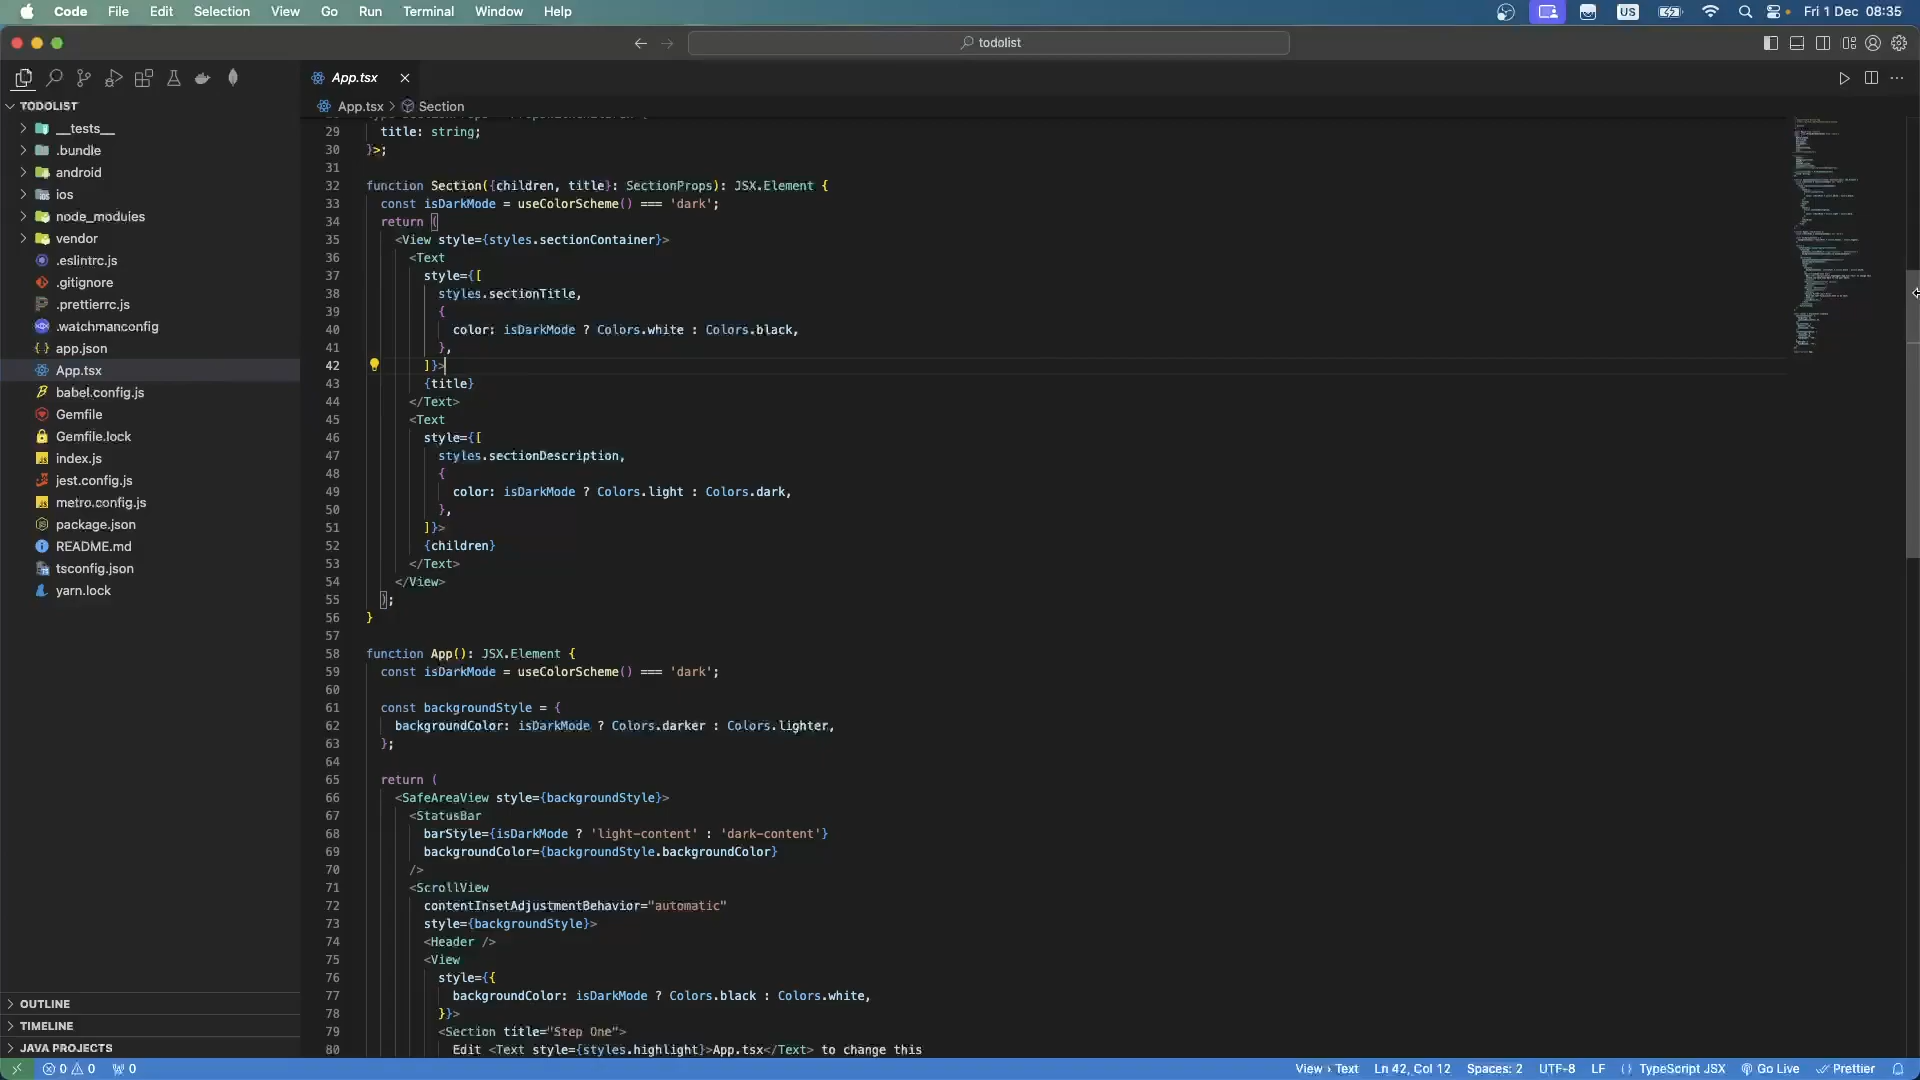 Code File Edit Selection View Go Run Terminal Window Help US Fri 1 Dec 08:35
todolist
App.tsx
TODOLIST
App.tsx > Section
__tests__
.bundle
android
ios
node_modules
vendor
.eslintrc.js
.gitignore
.prettierrc.js
.watchmanconfig
app.json
App.tsx
babel.config.js
Gemfile
Gemfile.lock
index.js
jest.config.js
metro.config.js
package.json
README.md
tsconfig.json
yarn.lock
OUTLINE
TIMELINE
JAVA PROJECTS
29 title: string;
30 }>;
31
32 function Section({children, title}: SectionProps): JSX.Element {
33 const isDarkMode = useColorScheme() === 'dark';
34 return (
35 <View style={styles.sectionContainer}>
36 <Text
37 style={[
38 styles.sectionTitle,
39 {
40 color: isDarkMode ? Colors.white : Colors.black,
41 },
42 ]}>
43 {title}
44 </Text>
45 <Text
46 style={[
47 styles.sectionDescription,
48 {
49 color: isDarkMode ? Colors.light : Colors.dark,
50 },
51 ]}>
52 {children}
53 </Text>
54 </View>
55 );
56 }
57
58 function App(): JSX.Element {
59 const isDarkMode = useColorScheme() === 'dark';
60
61 const backgroundStyle = {
62 backgroundColor: isDarkMode ? Colors.darker : Colors.lighter,
63 };
64
65 return (
66 <SafeAreaView style={backgroundStyle}>
67 <StatusBar
68 barStyle={isDarkMode ? 'light-content' : 'dark-content'}
69 backgroundColor={backgroundStyle.backgroundColor}
70 />
71 <ScrollView
72 contentInsetAdjustmentBehavior="automatic"
73 style={backgroundStyle}>
74 <Header />
75 <View
76 style={{
77 backgroundColor: isDarkMode ? Colors.black : Colors.white,
78 }}>
79 <Section title="Step One">
80 Edit <Text style={styles.highlight}>App.tsx</Text> to change this
0 0 0 View › Text Ln 42, Col 12 Spaces: 2 UTF-8 LF TypeScript JSX Go Live Prettier